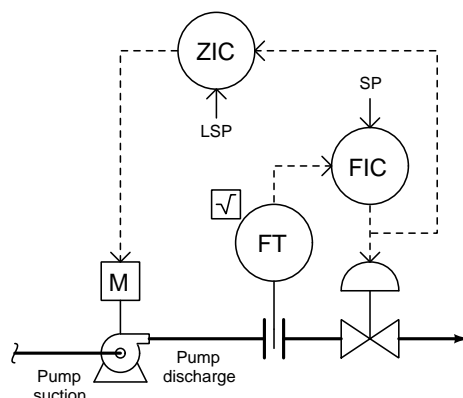 ZIC
SP
LSP
FIC
√
FT
M
Pump
discharge
Pump
suction